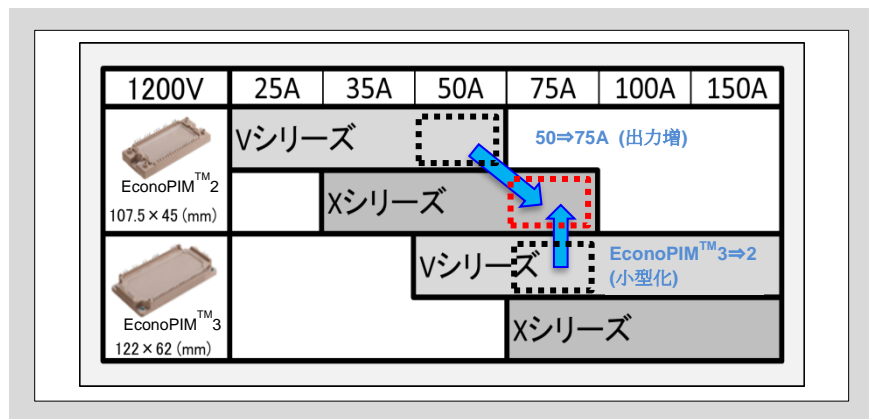 1200V 25A 35A 50A 75A 100A 150A
Vシリーズ
50⇒75A (出力増)
EconoPIM™2
107.5×45(mm)
Xシリーズ
Vシリーズ
EconoPIM™3⇒2
(小型化)
EconoPIM™3
122×62(mm)
Xシリーズ